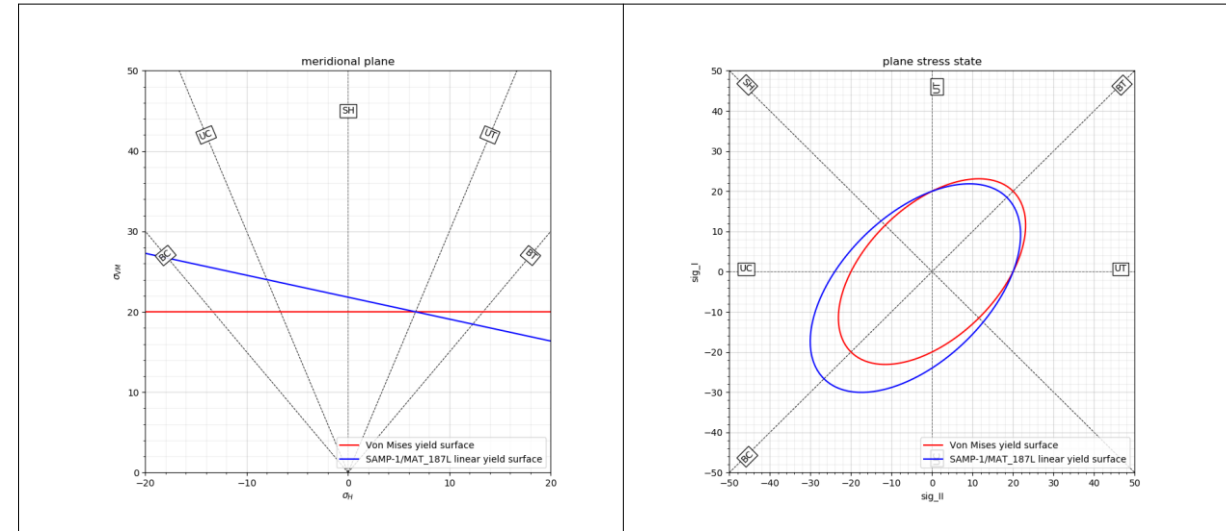 meridional plane
50
40
30
20
10
0
−20
−10
0
10
20
σVM
σH
UC
SH
UT
BC
BT
Von Mises yield surface
SAMP-1/MAT_187L linear yield surface
plane stress state
50
40
30
20
10
0
−10
−20
−30
−40
−50
−50
−40
−30
−20
−10
0
10
20
30
40
50
sig_I
sig_II
SH
UT
BT
UC
UT
BC
Von Mises yield surface
SAMP-1/MAT_187L linear yield surface